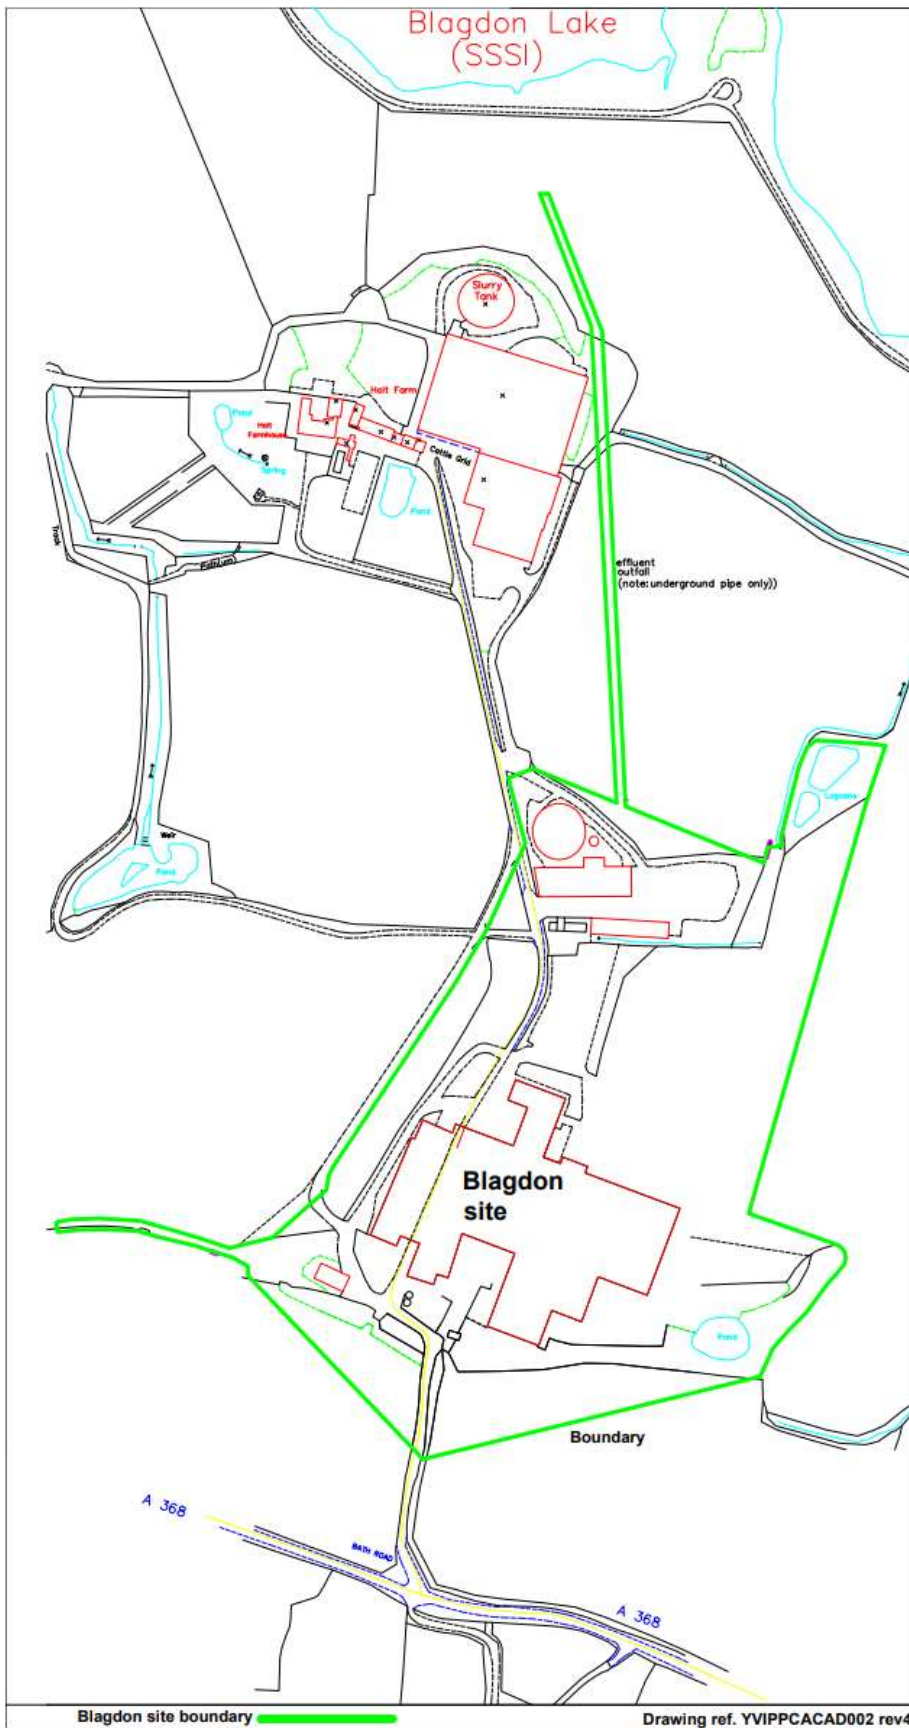 Blagdon Lake
(SSSI)
Slurry
Tank
Holt Farm
Pond
Holt
Farmhouse
Spring
Cattle Grid
Pond
Track
effluent
outfall
(note:underground pipe only))
Lagoons
Weir
Pond
Blagdon
site
Pond
Boundary
A 368
BATH ROAD
A 368
Blagdon site boundary
Drawing ref. YVIPPCACAD002 rev4